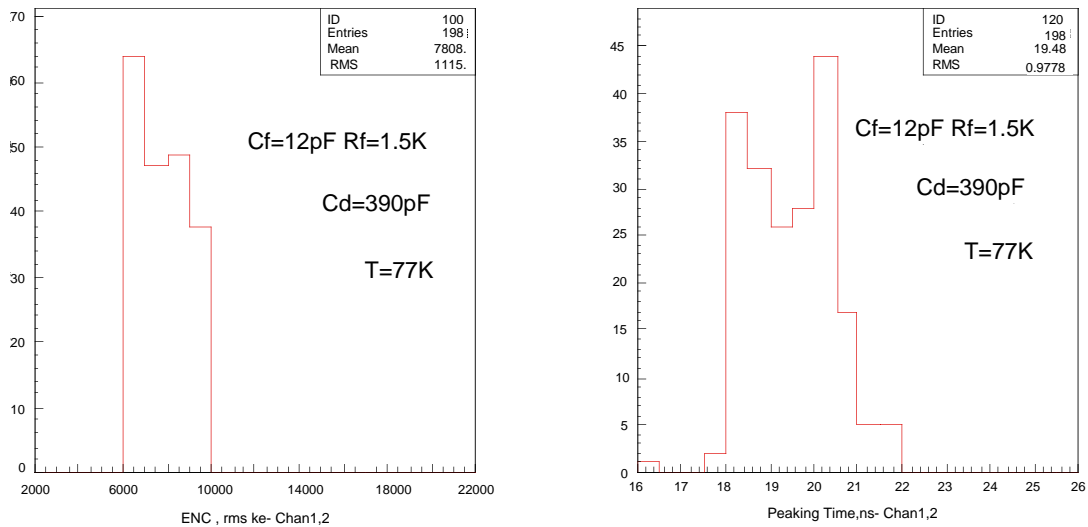 70
60
50
40
30
20
10
0
2000 6000 10000 14000 18000 22000
ENC , rms ke- Chan1,2
ID 100
Entries 198
Mean 7808.
RMS 1115.
Cf=12pF Rf=1.5K
Cd=390pF
T=77K
45
40
35
30
25
20
15
10
5
0
16 17 18 19 20 21 22 23 24 25 26
Peaking Time,ns- Chan1,2
ID 120
Entries 198
Mean 19.48
RMS 0.9778
Cf=12pF Rf=1.5K
Cd=390pF
T=77K